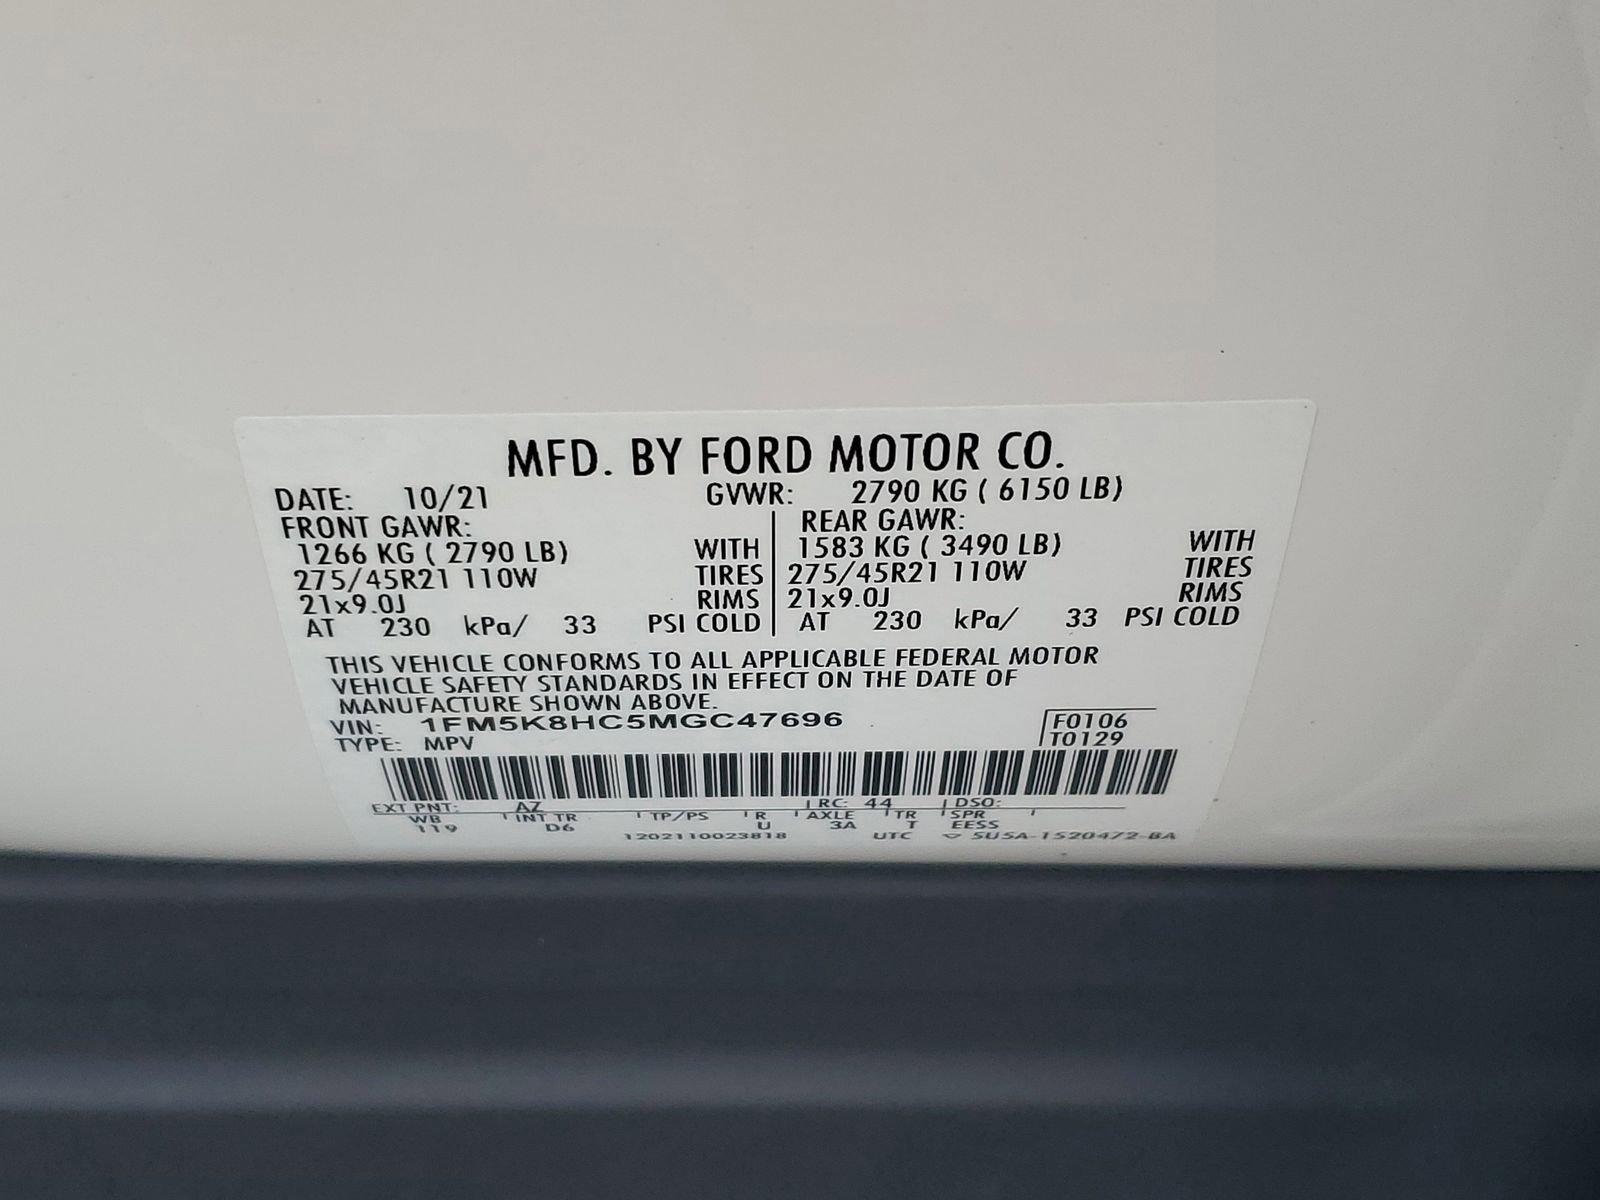 MFD. BY FORD MOTOR CO.
DATE: 10/21 GVWR: 2790 KG ( 6150 LB)
FRONT GAWR: REAR GAWR:
1266 KG ( 2790 LB) WITH 1583 KG ( 3490 LB) WITH
275/45R21 110W TIRES 275/45R21 110W TIRES
21x9.0J RIMS 21x9.0J RIMS
AT 230 kPa/ 33 PSI COLD AT 230 kPa/ 33 PSI COLD
THIS VEHICLE CONFORMS TO ALL APPLICABLE FEDERAL MOTOR
VEHICLE SAFETY STANDARDS IN EFFECT ON THE DATE OF
MANUFACTURE SHOWN ABOVE.
VIN: 1FM5K8HC5MGC47696 F0106
TYPE: MPV T0129
EXT PNT: AZ RC: 44 DSO:
WB INT TR TP/PS R AXLE TR SPR
119 D6 U 3A T EESS
1202110023818 UTC ▽ 5U5A-1520472-BA